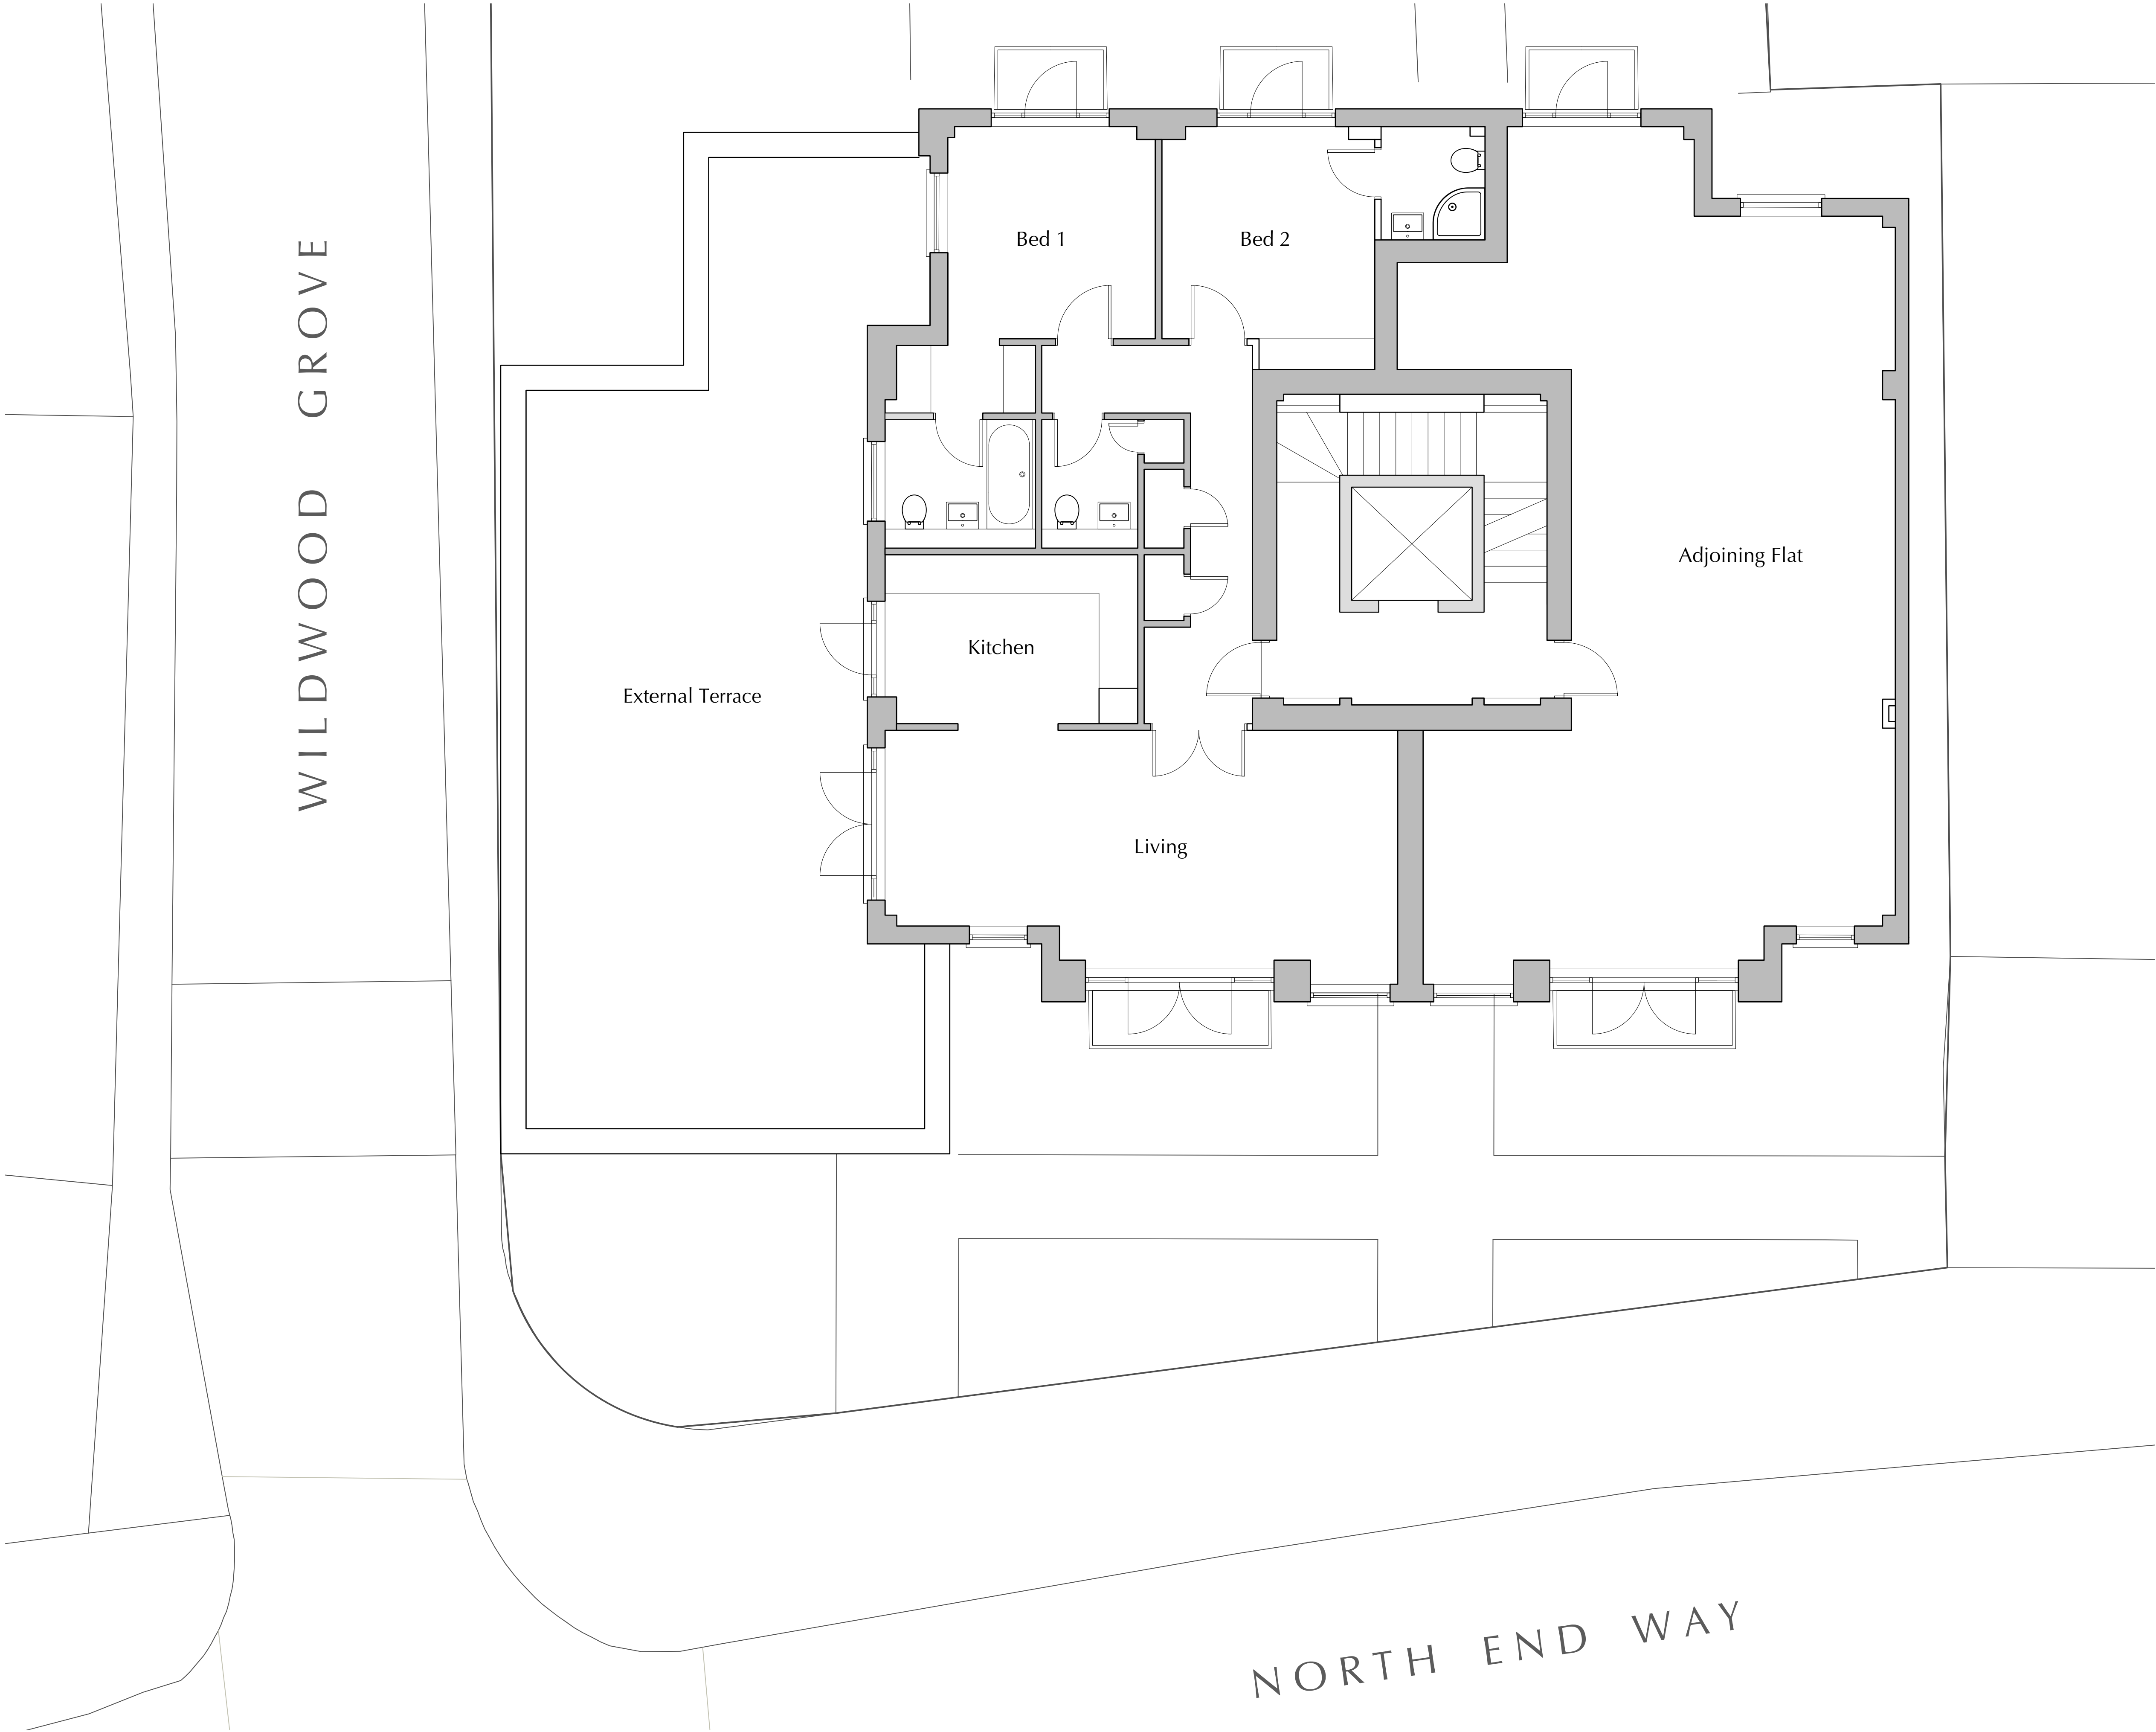 WILDWOOD GROVE
Bed 1
Bed 2
Adjoining Flat
Kitchen
External Terrace
Living
NORTH END WAY